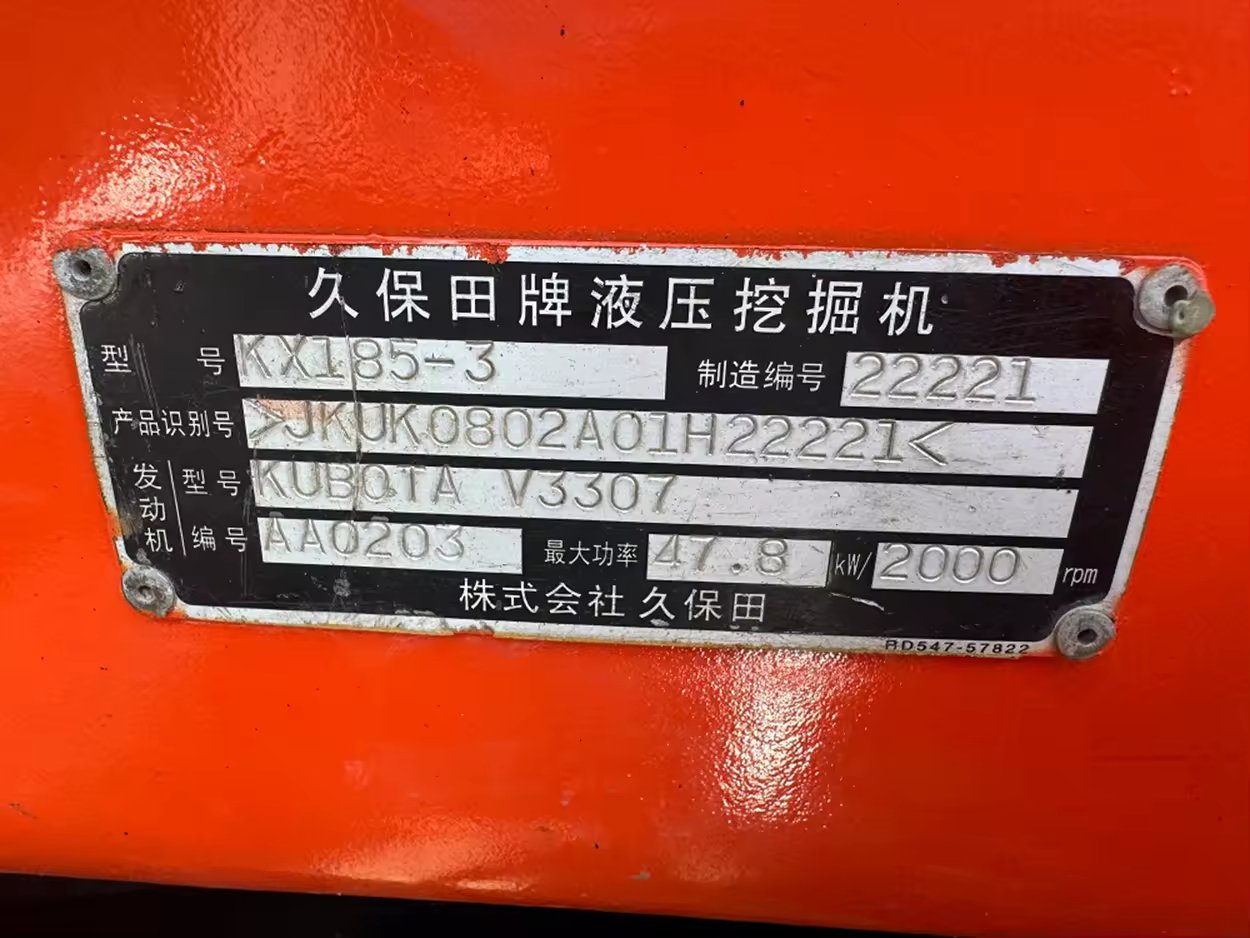 久保田牌液压挖掘机
型号 KX185-3 制造编号 22221
产品识别号 >JKUK0802A01H22221<
发动机 型号 KUBOTA V3307
编号 AA0203 最大功率 47.8 kW/ 2000 rpm
株式会社久保田
RD547-57822